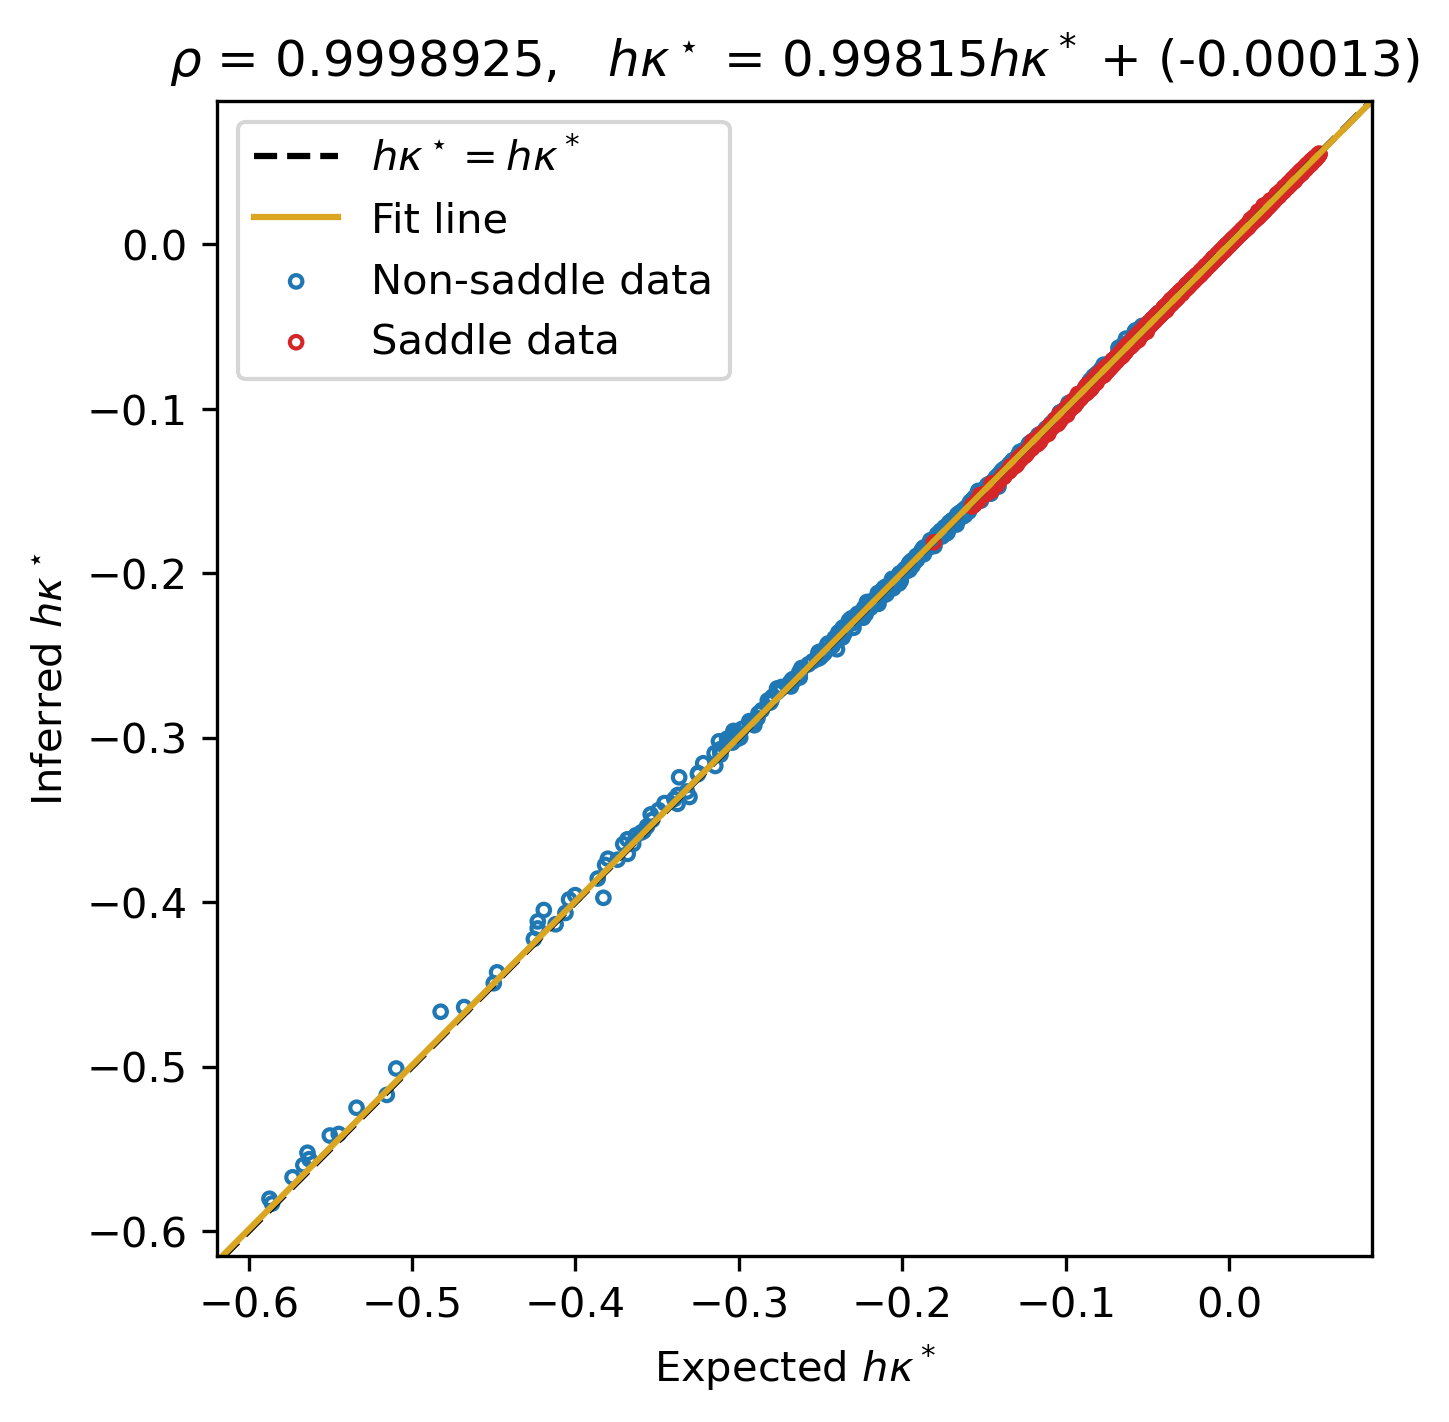 ρ = 0.9998925, hκ⋆ = 0.99815hκ* + (-0.00013)
hκ⋆ = hκ*
Fit line
Non-saddle data
Saddle data
0.0
−0.1
−0.2
−0.3
−0.4
−0.5
−0.6
Inferred hκ⋆
−0.6 −0.5 −0.4 −0.3 −0.2 −0.1 0.0
Expected hκ*